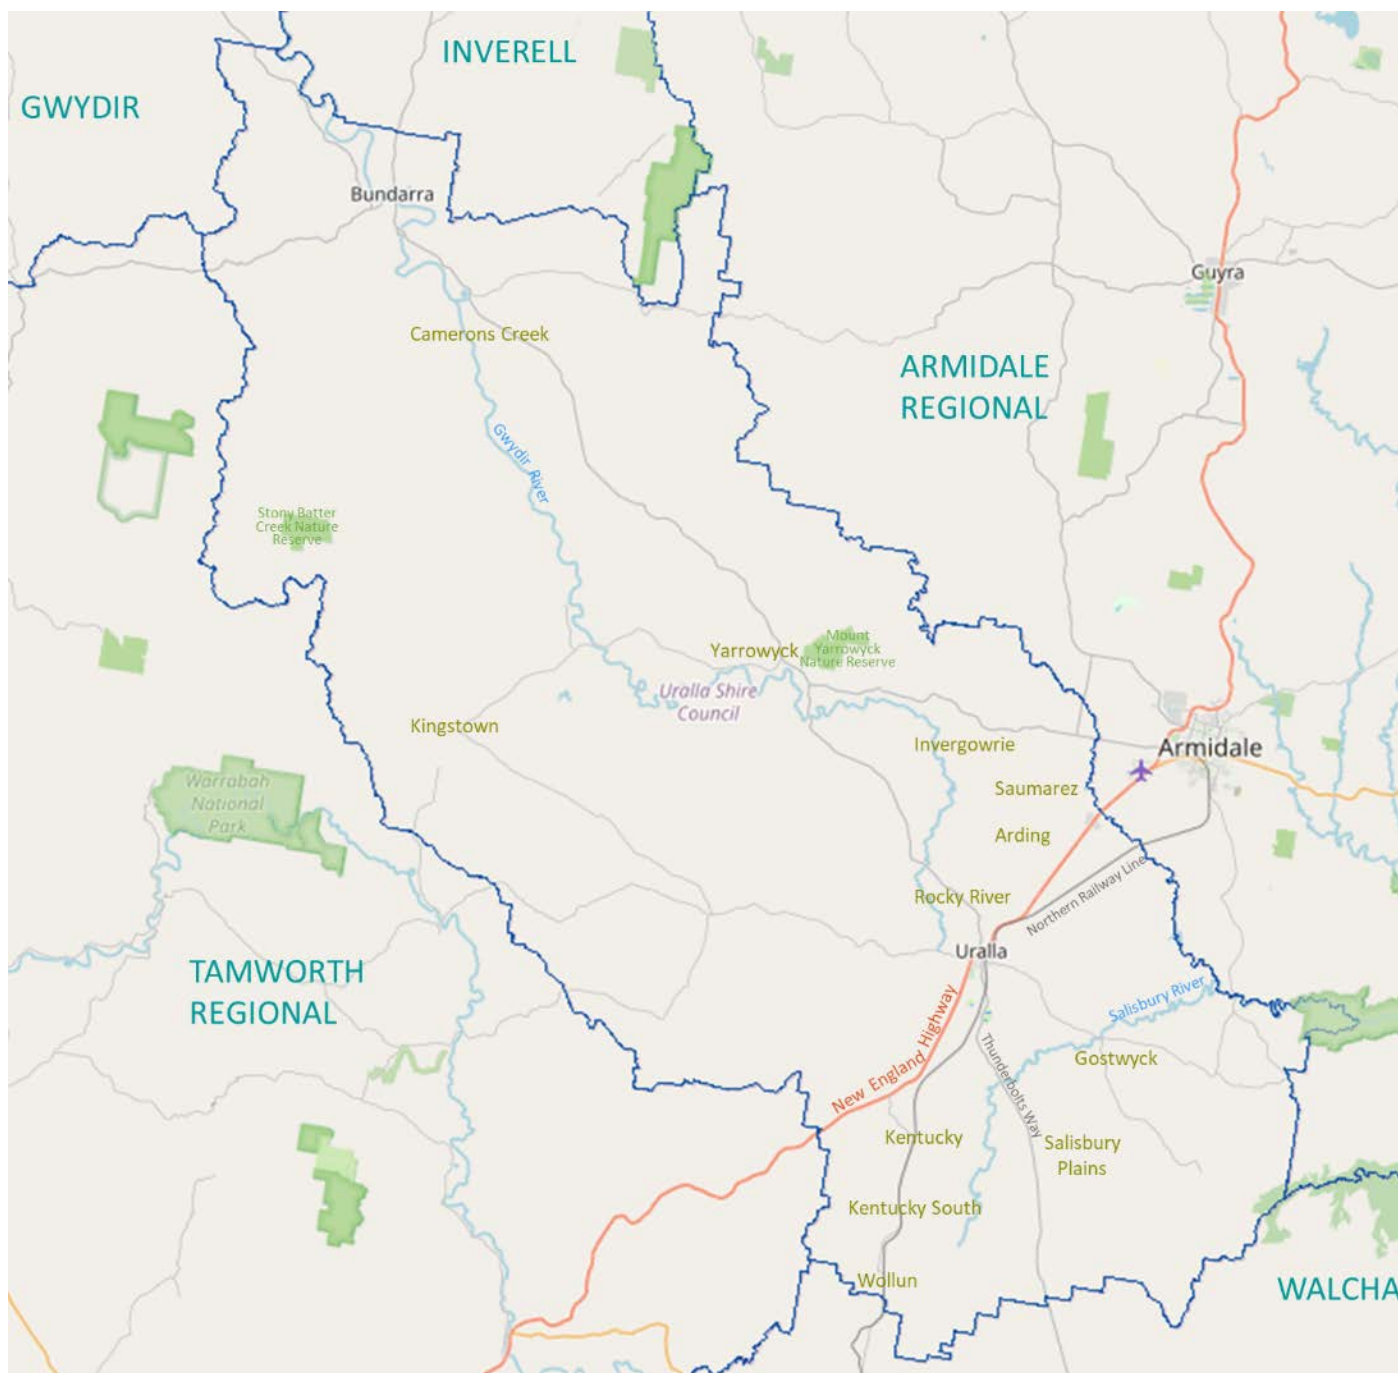 INVERELL
GWYDIR
Bundarra
Guyra
Camerons Creek
ARMIDALE
REGIONAL
Gwydir River
Stony Batter
Creek Nature
Reserve
Yarrowyck
Mount
Yarrowyck
Nature Reserve
Uralla Shire
Council
Kingstown
Invergowrie
Armidale
Saumarez
Warrabah
National
Park
Arding
Rocky River
Northern Railway Line
Uralla
TAMWORTH
REGIONAL
Salisbury River
New England Highway
Thunderbolts Way
Gostwyck
Kentucky
Salisbury
Plains
Kentucky South
Wollun
WALCHA